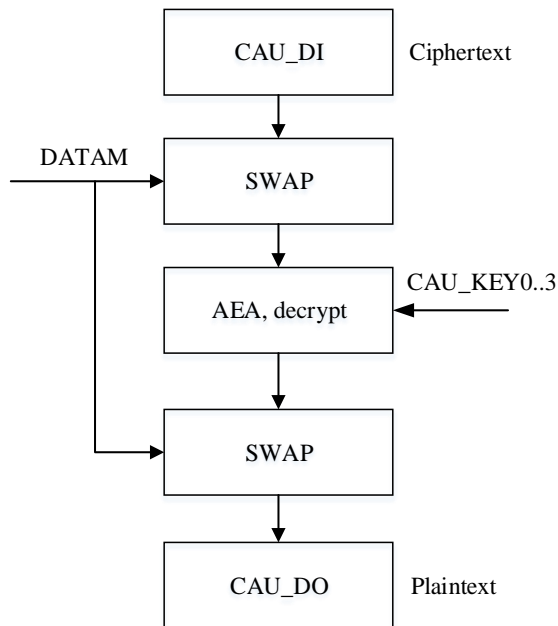 CAU_DI
Ciphertext
DATAM
SWAP
CAU_KEY0..3
AEA, decrypt
SWAP
CAU_DO
Plaintext